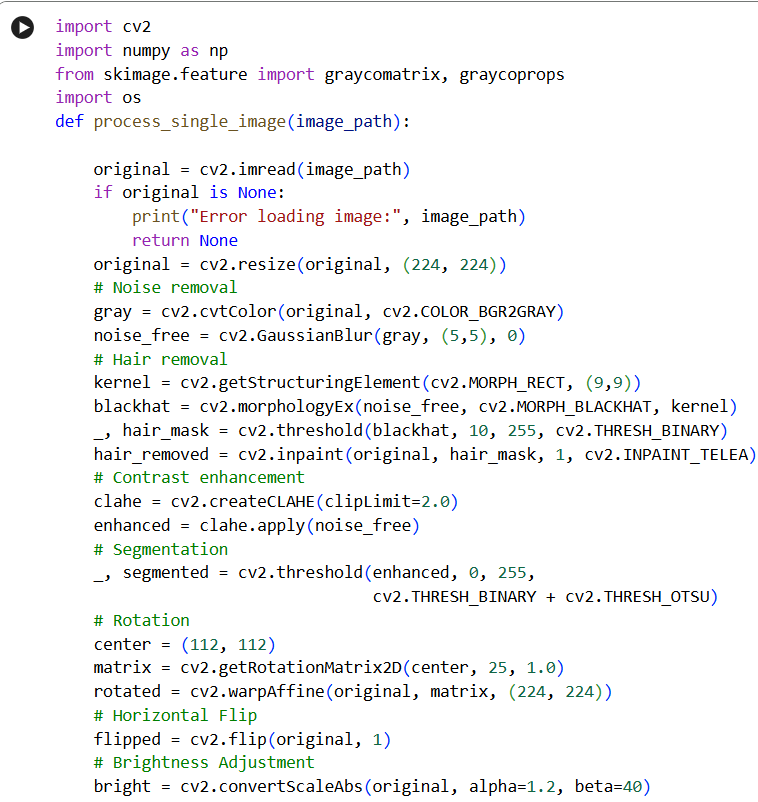 import cv2
import numpy as np
from skimage.feature import graycomatrix, graycoprops
import os
def process_single_image(image_path):
    original = cv2.imread(image_path)
    if original is None:
        print("Error loading image:", image_path)
        return None
    original = cv2.resize(original, (224, 224))
    # Noise removal
    gray = cv2.cvtColor(original, cv2.COLOR_BGR2GRAY)
    noise_free = cv2.GaussianBlur(gray, (5,5), 0)
    # Hair removal
    kernel = cv2.getStructuringElement(cv2.MORPH_RECT, (9,9))
    blackhat = cv2.morphologyEx(noise_free, cv2.MORPH_BLACKHAT, kernel)
    _, hair_mask = cv2.threshold(blackhat, 10, 255, cv2.THRESH_BINARY)
    hair_removed = cv2.inpaint(original, hair_mask, 1, cv2.INPAINT_TELEA)
    # Contrast enhancement
    clahe = cv2.createCLAHE(clipLimit=2.0)
    enhanced = clahe.apply(noise_free)
    # Segmentation
    _, segmented = cv2.threshold(enhanced, 0, 255,
                                 cv2.THRESH_BINARY + cv2.THRESH_OTSU)
    # Rotation
    center = (112, 112)
    matrix = cv2.getRotationMatrix2D(center, 25, 1.0)
    rotated = cv2.warpAffine(original, matrix, (224, 224))
    # Horizontal Flip
    flipped = cv2.flip(original, 1)
    # Brightness Adjustment
    bright = cv2.convertScaleAbs(original, alpha=1.2, beta=40)